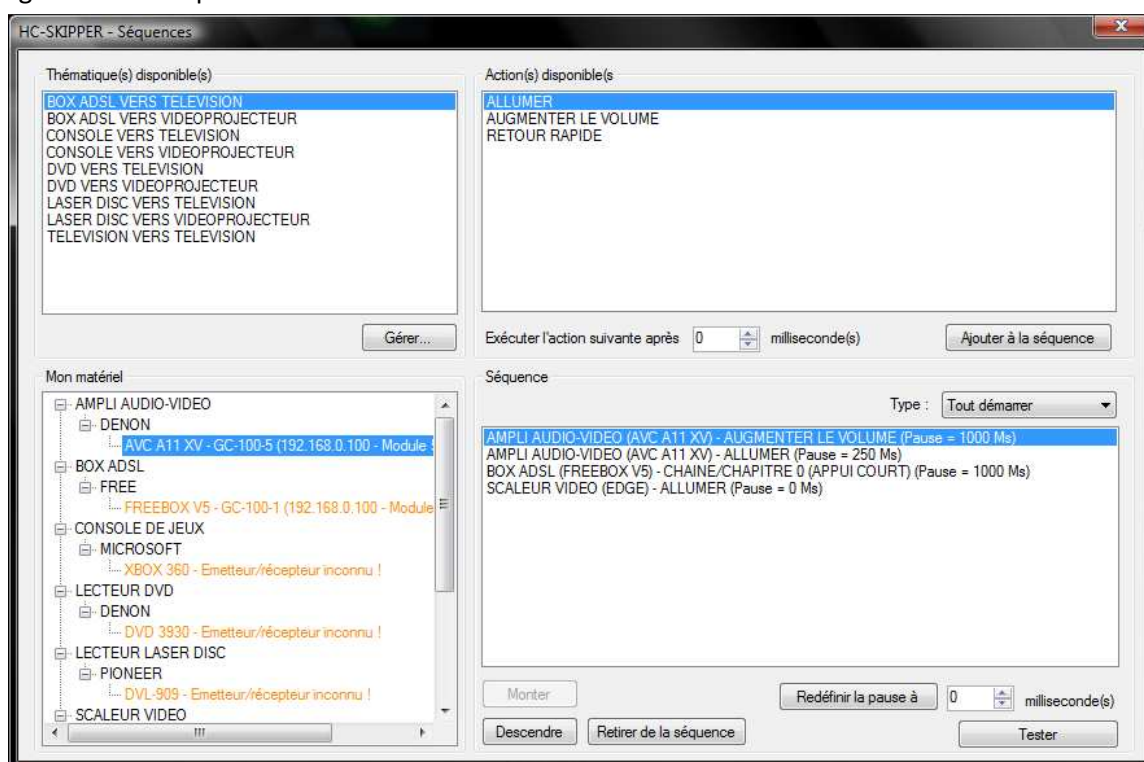 HC-SKIPPER - Séquences
Thématique(s) disponible(s)
BOX ADSL VERS TELEVISION
BOX ADSL VERS VIDEOPROJECTEUR
CONSOLE VERS TELEVISION
CONSOLE VERS VIDEOPROJECTEUR
DVD VERS TELEVISION
DVD VERS VIDEOPROJECTEUR
LASER DISC VERS TELEVISION
LASER DISC VERS VIDEOPROJECTEUR
TELEVISION VERS TELEVISION
Gérer...
Action(s) disponible(s
ALLUMER
AUGMENTER LE VOLUME
RETOUR RAPIDE
Exécuter l'action suivante après 0 milliseconde(s)
Ajouter à la séquence
Mon matériel
AMPLI AUDIO-VIDEO
DENON
AVC A11 XV - GC-100-5 (192.168.0.100 - Module
BOX ADSL
FREE
FREEBOX V5 - GC-100-1 (192.168.0.100 - Module
CONSOLE DE JEUX
MICROSOFT
XBOX 360 - Emetteur/récepteur inconnu !
LECTEUR DVD
DENON
DVD 3930 - Emetteur/récepteur inconnu !
LECTEUR LASER DISC
PIONEER
DVL-909 - Emetteur/récepteur inconnu !
SCALEUR VIDEO
Séquence
Type : Tout démarrer
AMPLI AUDIO-VIDEO (AVC A11 XV) - AUGMENTER LE VOLUME (Pause = 1000 Ms)
AMPLI AUDIO-VIDEO (AVC A11 XV) - ALLUMER (Pause = 250 Ms)
BOX ADSL (FREEBOX V5) - CHAINE/CHAPITRE 0 (APPUI COURT) (Pause = 1000 Ms)
SCALEUR VIDEO (EDGE) - ALLUMER (Pause = 0 Ms)
Monter
Redéfinir la pause à 0 milliseconde(s)
Descendre
Retirer de la séquence
Tester